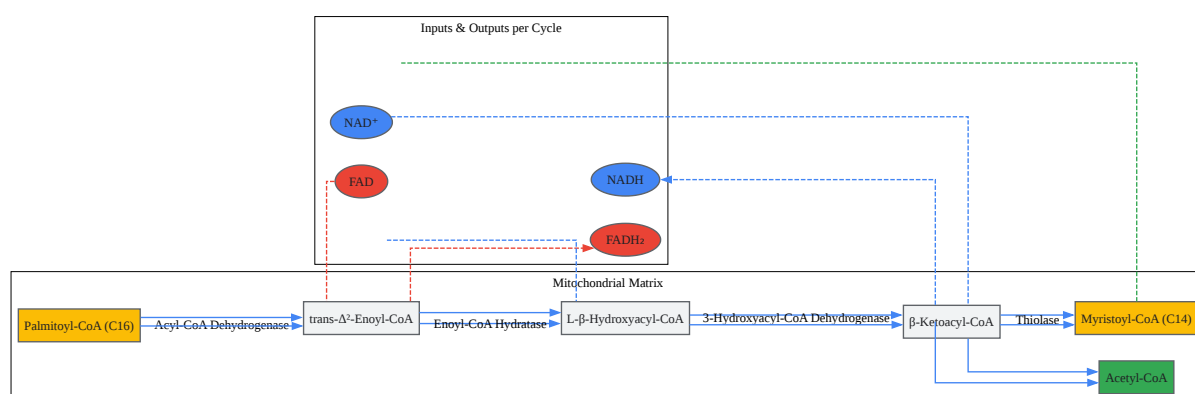 Inputs & Outputs per Cycle
NAD⁺
FAD
NADH
FADH₂
Mitochondrial Matrix
Palmitoyl-CoA (C16)
Acyl-CoA Dehydrogenase
trans-Δ²-Enoyl-CoA
Enoyl-CoA Hydratase
L-β-Hydroxyacyl-CoA
3-Hydroxyacyl-CoA Dehydrogenase
β-Ketoacyl-CoA
Thiolase
Myristoyl-CoA (C14)
Acetyl-CoA